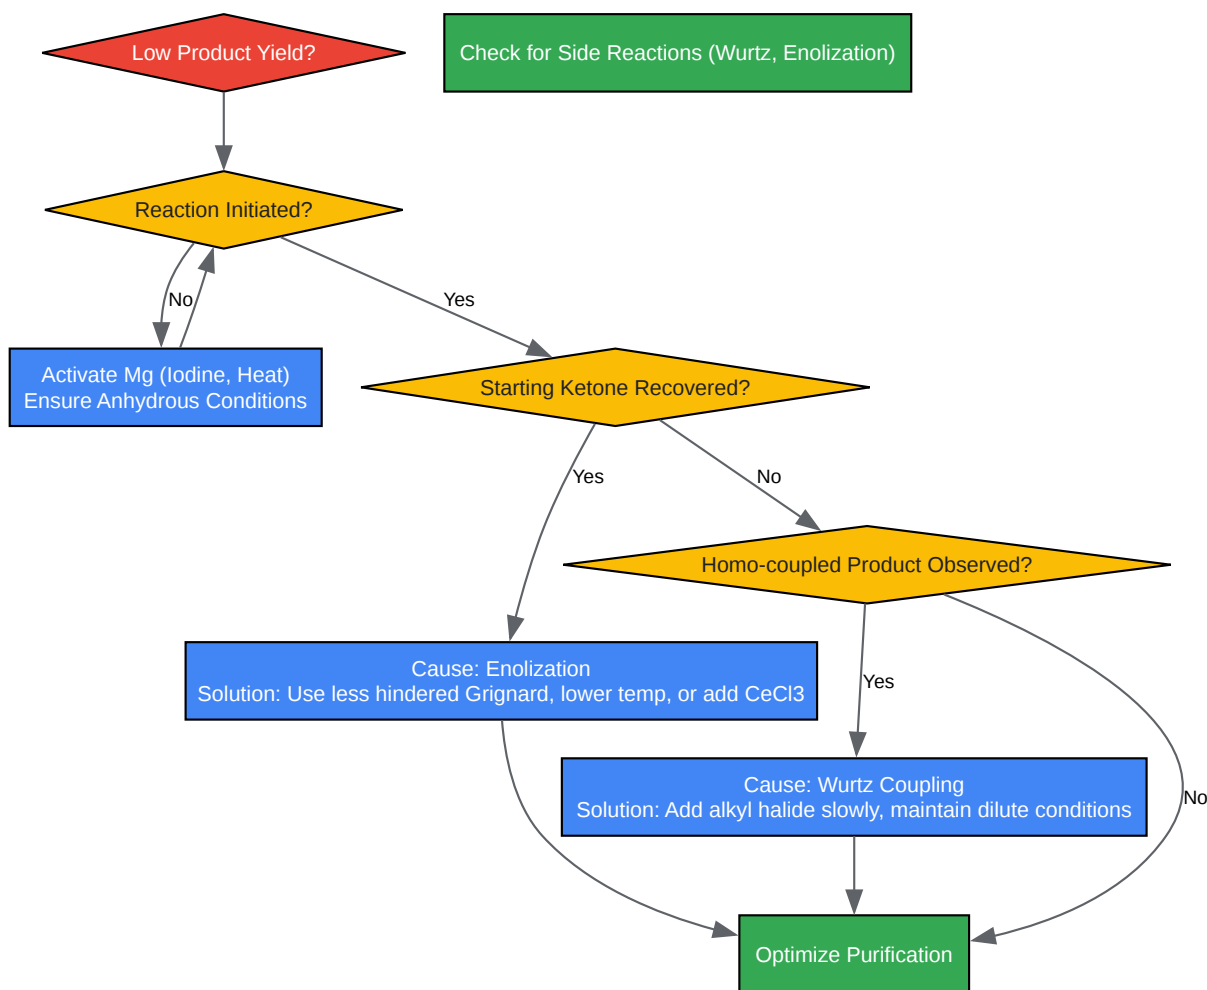 Low Product Yield?
Check for Side Reactions (Wurtz, Enolization)
Reaction Initiated?
No
Yes
Activate Mg (Iodine, Heat)
Ensure Anhydrous Conditions
Starting Ketone Recovered?
Yes
No
Homo-coupled Product Observed?
Cause: Enolization
Solution: Use less hindered Grignard, lower temp, or add CeCl3
Yes
Cause: Wurtz Coupling
Solution: Add alkyl halide slowly, maintain dilute conditions
No
Optimize Purification